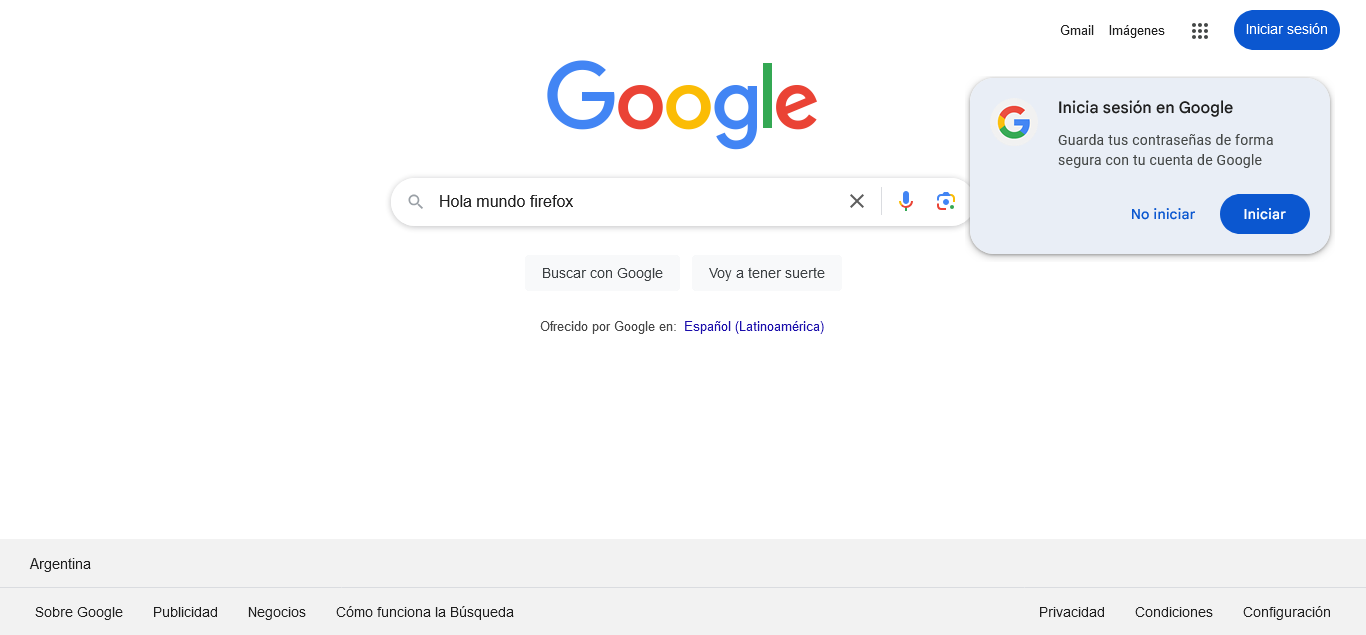 Gmail Imágenes Iniciar sesión
Google
Inicia sesión en Google
Guarda tus contraseñas de forma
segura con tu cuenta de Google
No iniciar Iniciar
Hola mundo firefox
Buscar con Google Voy a tener suerte
Ofrecido por Google en: Español (Latinoamérica)
Argentina
Sobre Google Publicidad Negocios Cómo funciona la Búsqueda Privacidad Condiciones Configuración